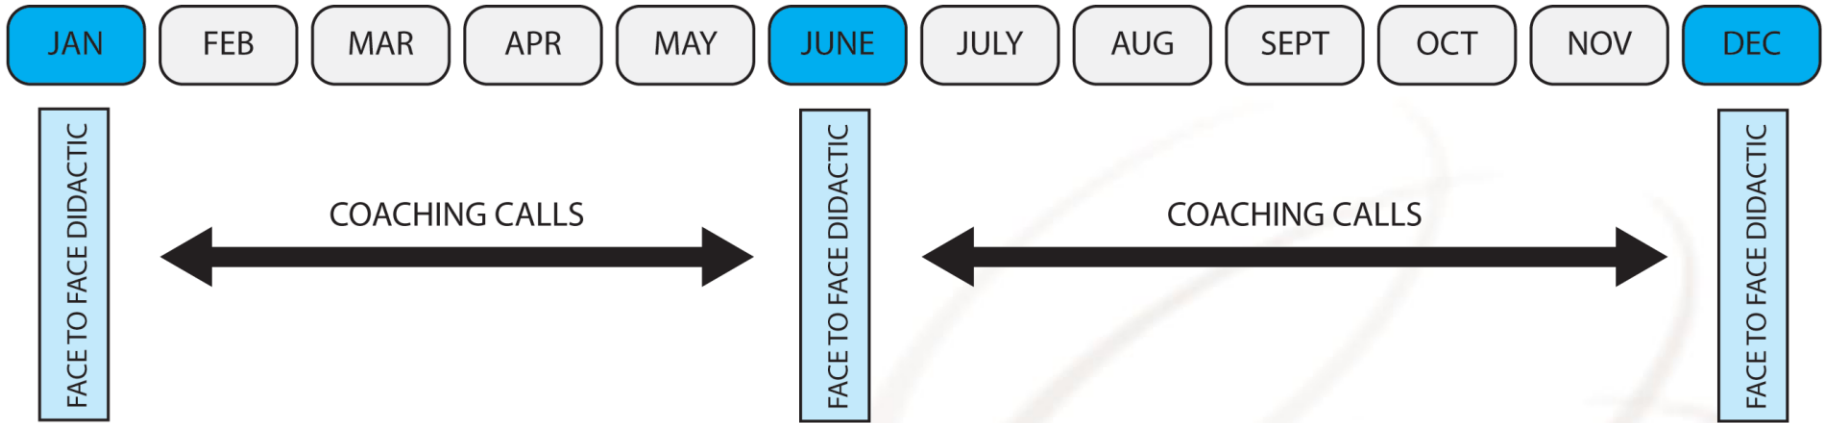 JAN FEB MAR APR MAY JUNE JULY AUG SEPT OCT NOV DEC
FACE TO FACE DIDACTIC
COACHING CALLS
FACE TO FACE DIDACTIC
COACHING CALLS
FACE TO FACE DIDACTIC